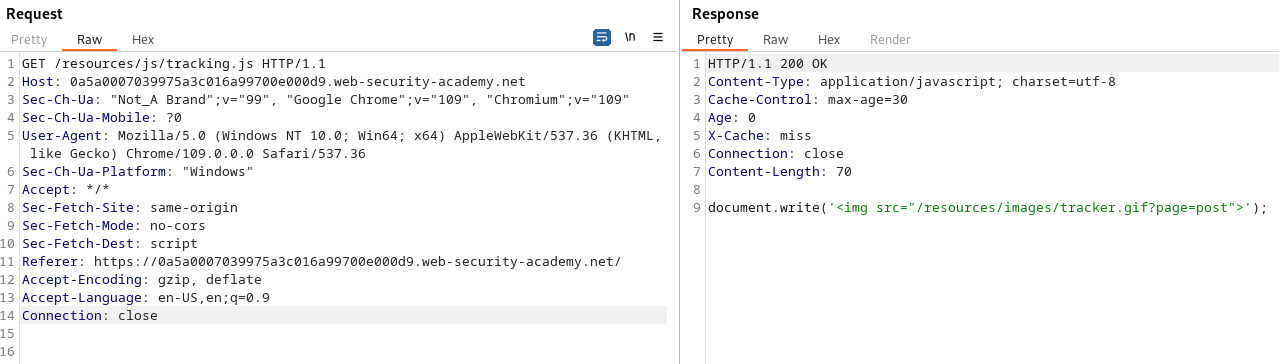 Request
Pretty Raw Hex
\n
1 GET /resources/js/tracking.js HTTP/1.1
2 Host: 0a5a0007039975a3c016a99700e000d9.web-security-academy.net
3 Sec-Ch-Ua: "Not_A Brand";v="99", "Google Chrome";v="109", "Chromium";v="109"
4 Sec-Ch-Ua-Mobile: ?0
5 User-Agent: Mozilla/5.0 (Windows NT 10.0; Win64; x64) AppleWebKit/537.36 (KHTML,
like Gecko) Chrome/109.0.0.0 Safari/537.36
6 Sec-Ch-Ua-Platform: "Windows"
7 Accept: */*
8 Sec-Fetch-Site: same-origin
9 Sec-Fetch-Mode: no-cors
10 Sec-Fetch-Dest: script
11 Referer: https://0a5a0007039975a3c016a99700e000d9.web-security-academy.net/
12 Accept-Encoding: gzip, deflate
13 Accept-Language: en-US,en;q=0.9
14 Connection: close
15
16
Response
Pretty Raw Hex Render
1 HTTP/1.1 200 OK
2 Content-Type: application/javascript; charset=utf-8
3 Cache-Control: max-age=30
4 Age: 0
5 X-Cache: miss
6 Connection: close
7 Content-Length: 70
8
9 document.write('<img src="/resources/images/tracker.gif?page=post">');